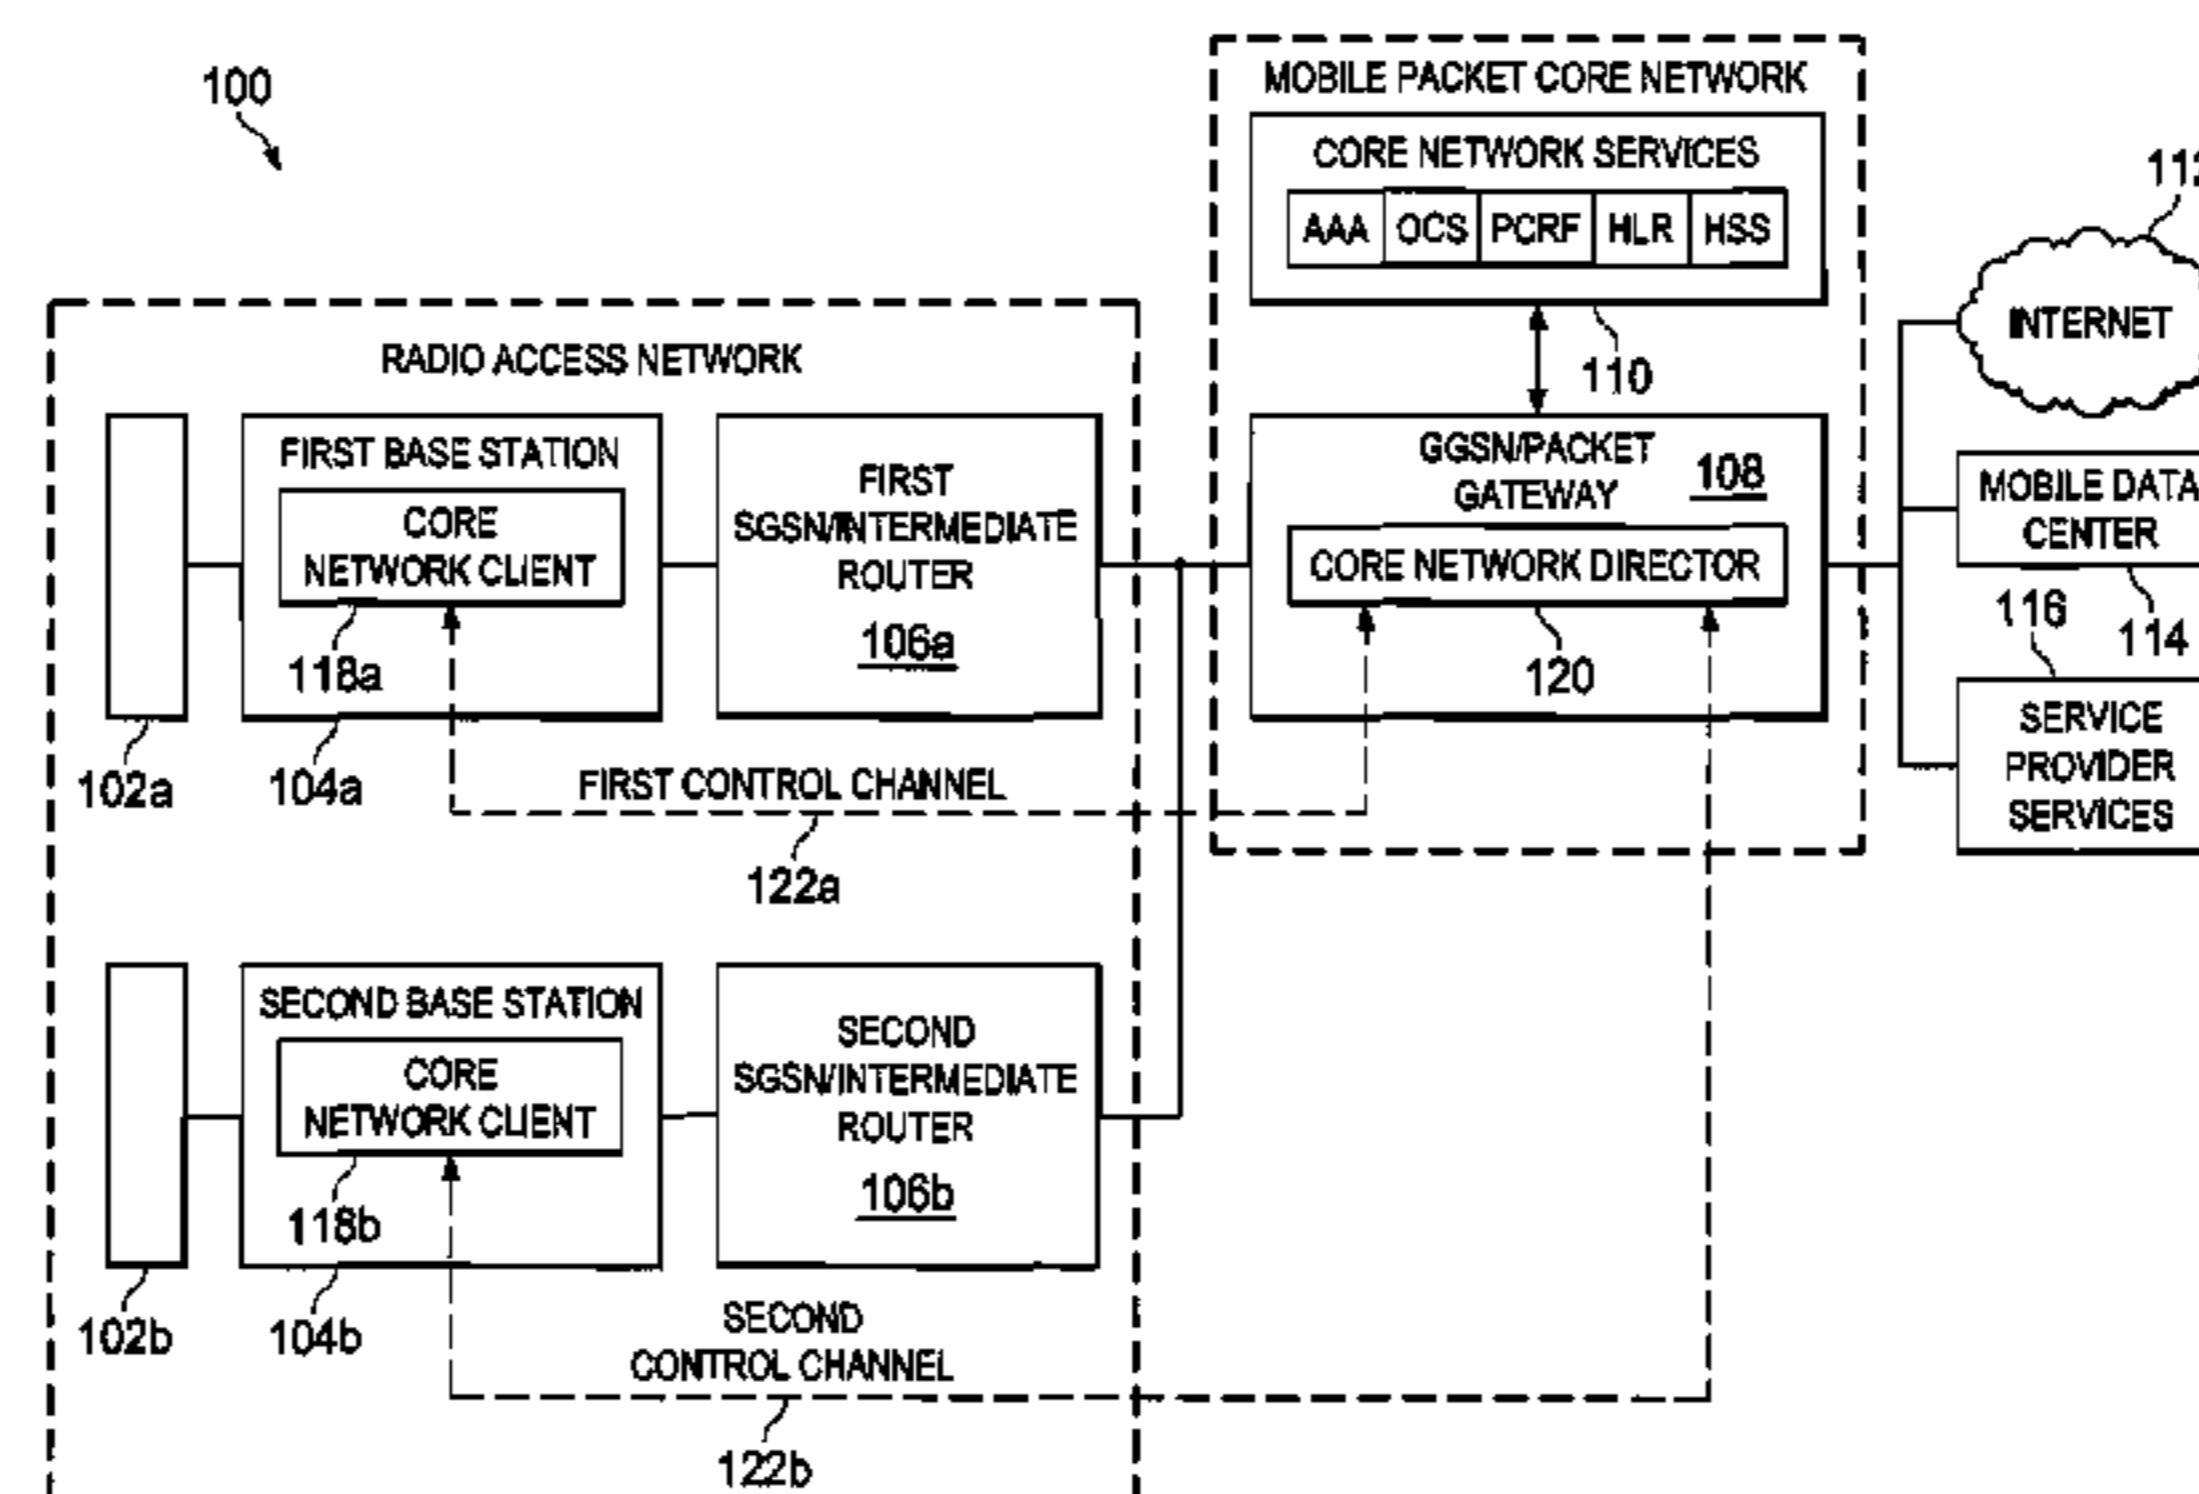 100
MOBILE PACKET CORE NETWORK
CORE NETWORK SERVICES
AAA OCS PCRF HLR HSS
110
112
INTERNET
RADIO ACCESS NETWORK
FIRST BASE STATION
CORE
NETWORK CLIENT
118a
102a
104a
FIRST
SGSN/INTERMEDIATE
ROUTER
106a
GGSN/PACKET
GATEWAY
108
CORE NETWORK DIRECTOR
120
MOBILE DATA
CENTER
116
114
SERVICE
PROVIDER
SERVICES
FIRST CONTROL CHANNEL
122a
SECOND BASE STATION
CORE
NETWORK CLIENT
118b
102b
104b
SECOND
SGSN/INTERMEDIATE
ROUTER
106b
SECOND
CONTROL CHANNEL
122b